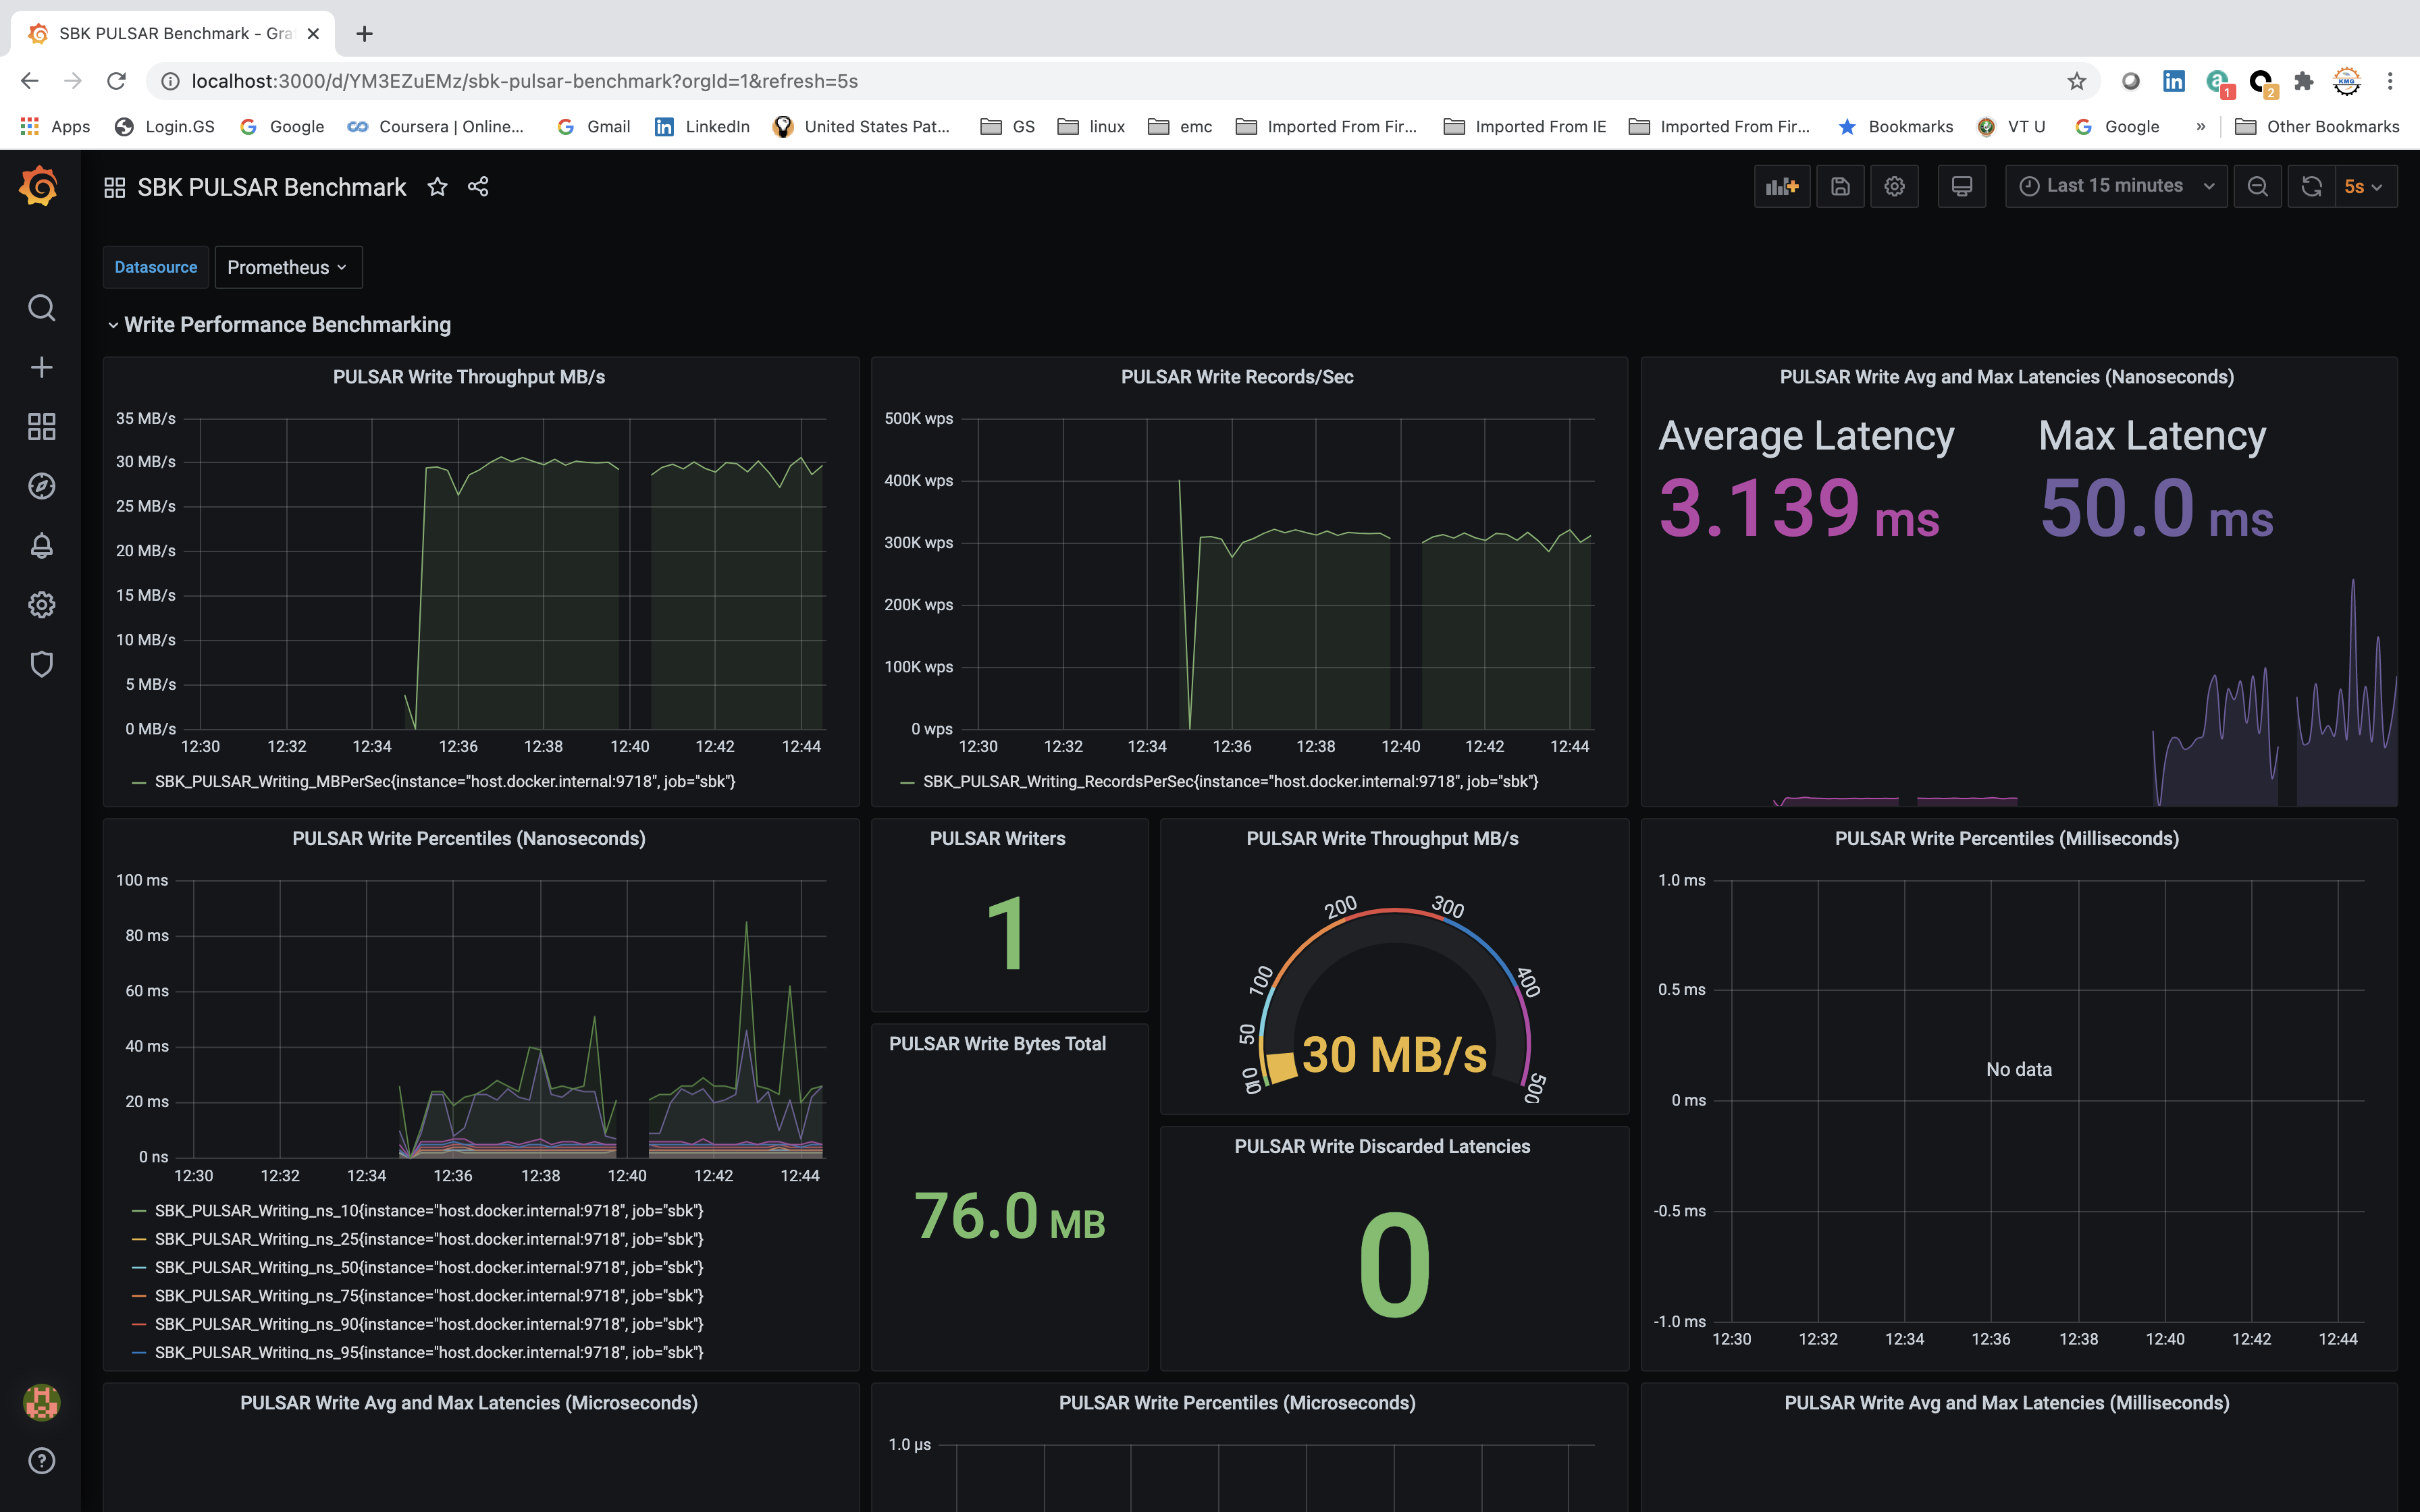 SBK PULSAR Benchmark - Gra
localhost:3000/d/YM3EZuEMz/sbk-pulsar-benchmark?orgId=1&refresh=5s
1
2
KMG
Apps
Login.GS
Google
Coursera | Online...
Gmail
LinkedIn
United States Pat...
GS
linux
emc
Imported From Fir...
Imported From IE
Imported From Fir...
Bookmarks
VT U
Google
»
Other Bookmarks
SBK PULSAR Benchmark
Last 15 minutes
5s
Datasource
Prometheus
Write Performance Benchmarking
PULSAR Write Throughput MB/s
35 MB/s
30 MB/s
25 MB/s
20 MB/s
15 MB/s
10 MB/s
5 MB/s
0 MB/s
12:30 12:32 12:34 12:36 12:38 12:40 12:42 12:44
SBK_PULSAR_Writing_MBPerSec{instance="host.docker.internal:9718", job="sbk"}
PULSAR Write Records/Sec
500K wps
400K wps
300K wps
200K wps
100K wps
0 wps
12:30 12:32 12:34 12:36 12:38 12:40 12:42 12:44
SBK_PULSAR_Writing_RecordsPerSec{instance="host.docker.internal:9718", job="sbk"}
PULSAR Write Avg and Max Latencies (Nanoseconds)
Average Latency
3.139 ms
Max Latency
50.0 ms
PULSAR Write Percentiles (Nanoseconds)
100 ms
80 ms
60 ms
40 ms
20 ms
0 ns
12:30 12:32 12:34 12:36 12:38 12:40 12:42 12:44
SBK_PULSAR_Writing_ns_10{instance="host.docker.internal:9718", job="sbk"}
SBK_PULSAR_Writing_ns_25{instance="host.docker.internal:9718", job="sbk"}
SBK_PULSAR_Writing_ns_50{instance="host.docker.internal:9718", job="sbk"}
SBK_PULSAR_Writing_ns_75{instance="host.docker.internal:9718", job="sbk"}
SBK_PULSAR_Writing_ns_90{instance="host.docker.internal:9718", job="sbk"}
SBK_PULSAR_Writing_ns_95{instance="host.docker.internal:9718", job="sbk"}
PULSAR Writers
1
PULSAR Write Bytes Total
76.0 MB
PULSAR Write Throughput MB/s
0
10
50
100
200
300
400
500
30 MB/s
PULSAR Write Discarded Latencies
0
PULSAR Write Percentiles (Milliseconds)
1.0 ms
0.5 ms
0 ms
-0.5 ms
-1.0 ms
No data
12:30 12:32 12:34 12:36 12:38 12:40 12:42 12:44
PULSAR Write Avg and Max Latencies (Microseconds)
PULSAR Write Percentiles (Microseconds)
1.0 µs
PULSAR Write Avg and Max Latencies (Milliseconds)